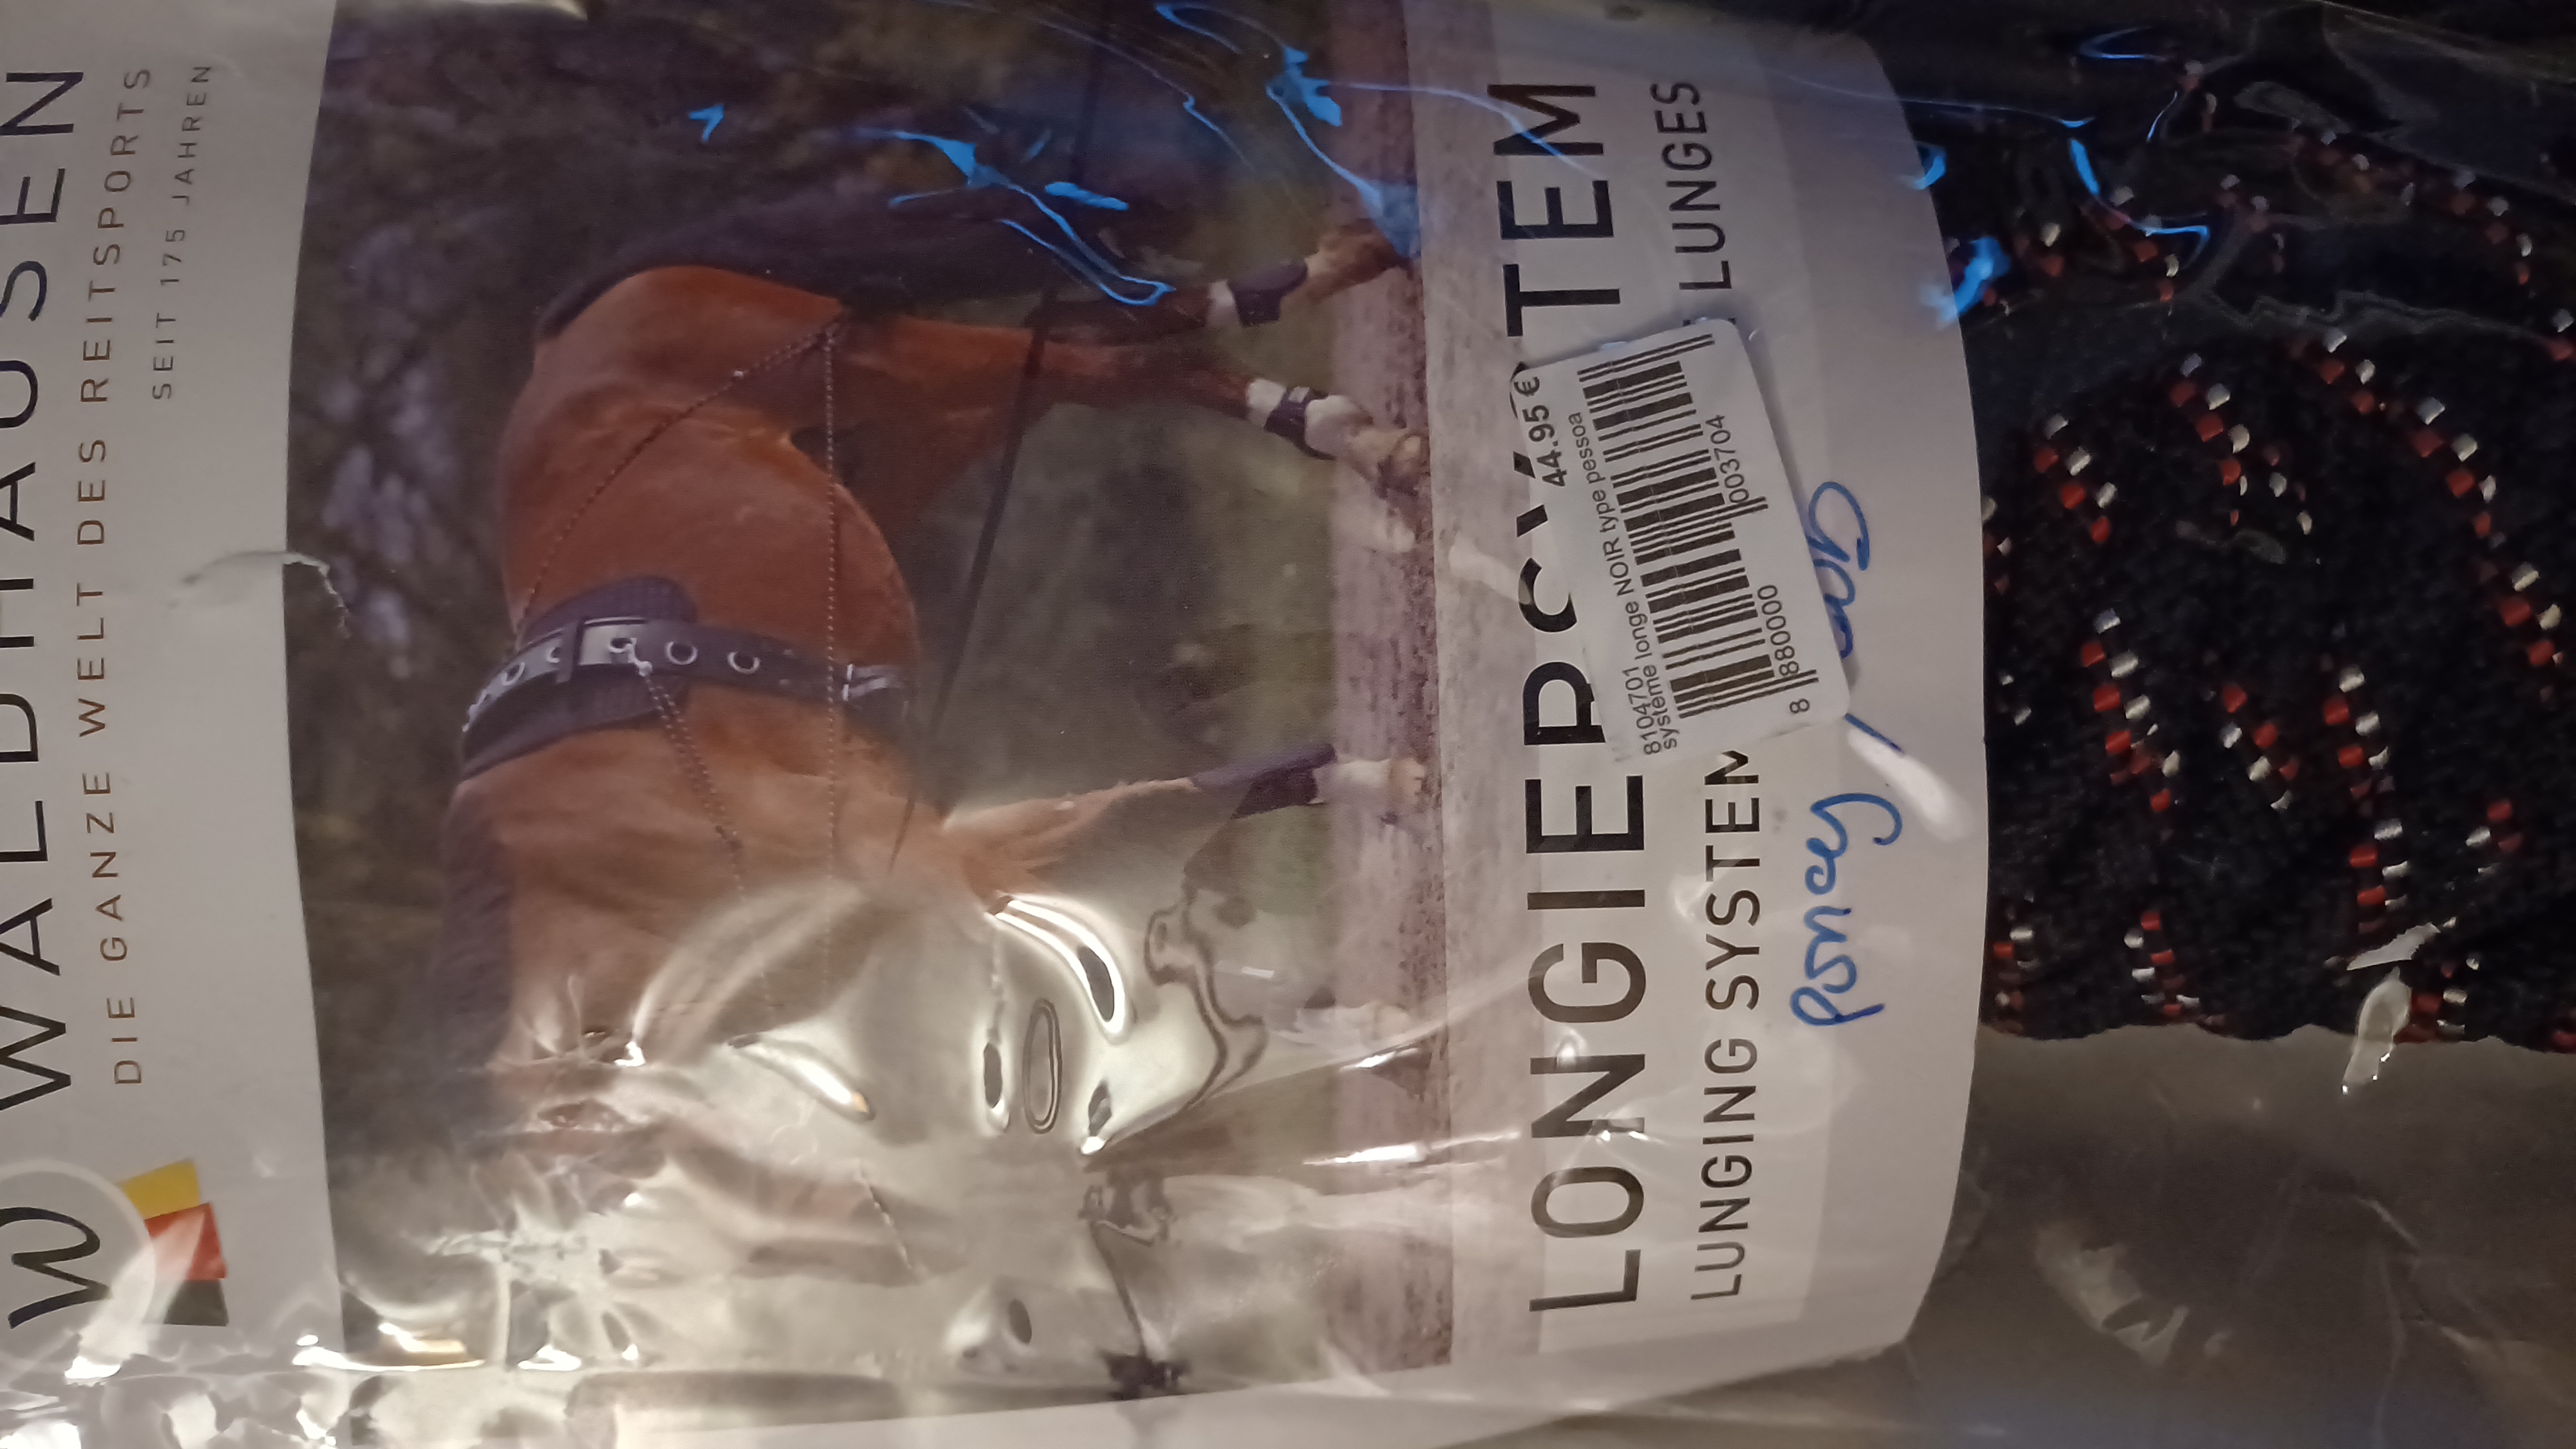 W WALDHAUSEN
DIE GANZE WELT DES REITSPORTS
SEIT 175 JAHREN
44.95 €
8104701
système longe NOIR type pessoa
8 880000 003704
LUNGING SYSTEM LUNGES
Poney